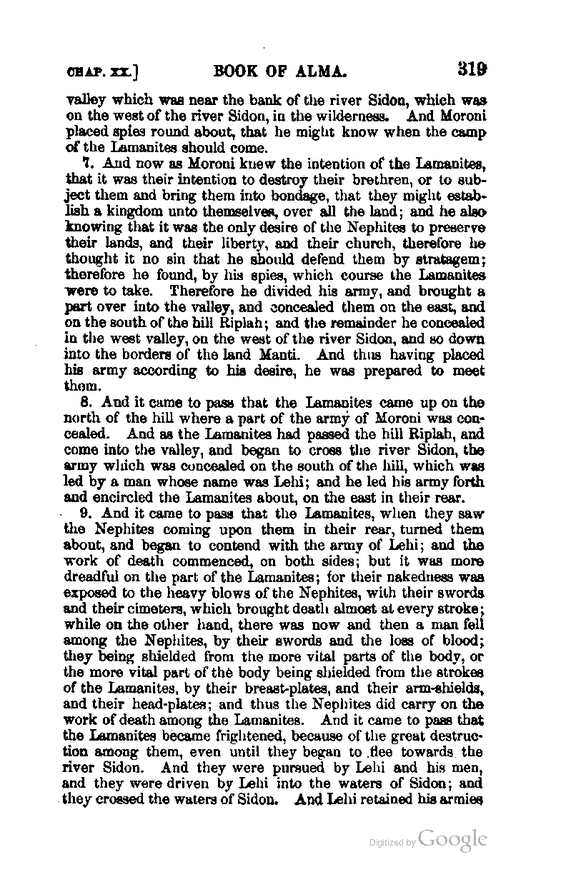 CHAP. XX.] BOOK OF ALMA. 319
valley which was near the bank of the river Sidon, which was
on the west of the river Sidon, in the wilderness. And Moroni
placed spies round about, that he might know when the camp
of the Lamanites should come.
7. And now as Moroni knew the intention of the Lamanites,
that it was their intention to destroy their brethren, or to sub-
ject them and bring them into bondage, that they might estab-
lish a kingdom unto themselves, over all the land; and he also
knowing that it was the only desire of the Nephites to preserve
their lands, and their liberty, and their church, therefore he
thought it no sin that he should defend them by stratagem;
therefore he found, by his spies, which course the Lamanites
were to take. Therefore he divided his army, and brought a
part over into the valley, and concealed them on the east, and
on the south of the hill Riplah; and the remainder he concealed
in the west valley, on the west of the river Sidon, and so down
into the borders of the land Manti. And thus having placed
his army according to his desire, he was prepared to meet
them.
8. And it came to pass that the Lamanites came up on the
north of the hill where a part of the army of Moroni was con-
cealed. And as the Lamanites had passed the hill Riplah, and
come into the valley, and began to cross the river Sidon, the
army which was concealed on the south of the hill, which was
led by a man whose name was Lehi; and he led his army forth
and encircled the Lamanites about, on the east in their rear.
9. And it came to pass that the Lamanites, when they saw
the Nephites coming upon them in their rear, turned them
about, and began to contend with the army of Lehi; and the
work of death commenced, on both sides; but it was more
dreadful on the part of the Lamanites; for their nakedness was
exposed to the heavy blows of the Nephites, with their swords
and their cimeters, which brought death almost at every stroke;
while on the other hand, there was now and then a man fell
among the Nephites, by their swords and the loss of blood;
they being shielded from the more vital parts of the body, or
the more vital part of the body being shielded from the strokes
of the Lamanites, by their breast-plates, and their arm-shields,
and their head-plates; and thus the Nephites did carry on the
work of death among the Lamanites. And it came to pass that
the Lamanites became frightened, because of the great destruc-
tion among them, even until they began to flee towards the
river Sidon. And they were pursued by Lehi and his men,
and they were driven by Lehi into the waters of Sidon; and
they crossed the waters of Sidon. And Lehi retained his armies
Digitized by Google